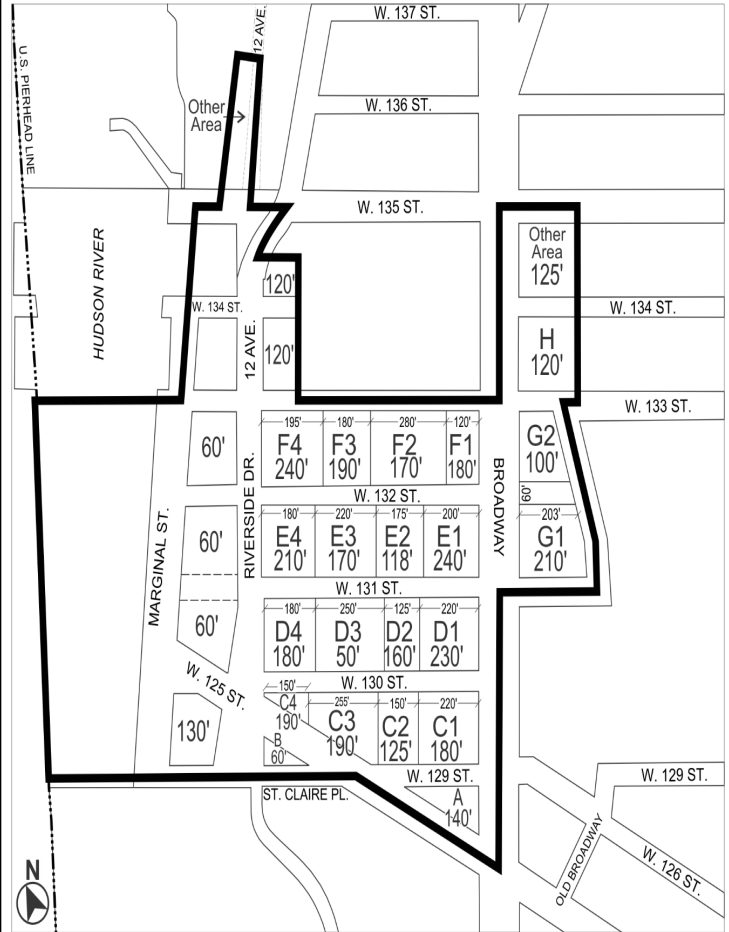 W. 137 ST.
12 AVE.
U.S. PIERHEAD LINE
Other
Area
W. 136 ST.
W. 135 ST.
Other
Area
125'
HUDSON RIVER
120'
W. 134 ST.
W. 134 ST.
12 AVE.
120'
H
120'
W. 133 ST.
60'
RIVERSIDE DR.
195'
180'
280'
120'
F4
240'
F3
190'
F2
170'
F1
180'
BROADWAY
G2
100'
60'
W. 132 ST.
MARGINAL ST.
60'
180'
220'
175'
200'
E4
210'
E3
170'
E2
118'
E1
240'
203'
G1
210'
W. 131 ST.
60'
180'
250'
125'
220'
D4
180'
D3
50'
D2
160'
D1
230'
W. 125 ST.
W. 130 ST.
150'
C4
190'
255'
C3
190'
150'
C2
125'
220'
C1
180'
130'
B
60'
W. 129 ST.
W. 129 ST.
ST. CLAIRE PL.
A
140'
OLD BROADWAY
W. 126 ST.
N